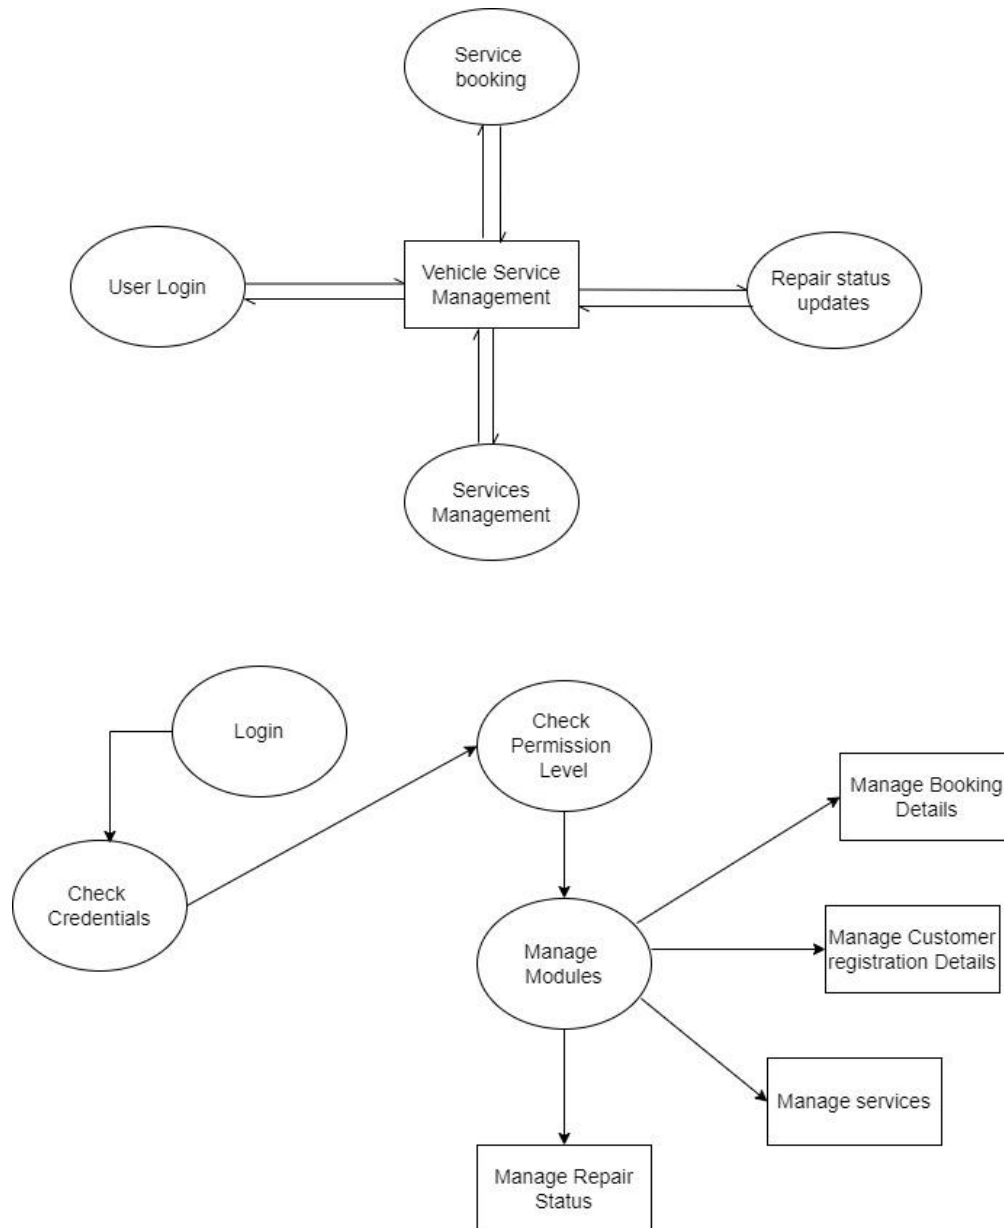 Service
booking
User Login
Vehicle Service
Management
Repair status
updates
Services
Management
Login
Check
Permission
Level
Manage Booking
Details
Check
Credentials
Manage
Modules
Manage Customer
registration Details
Manage services
Manage Repair
Status